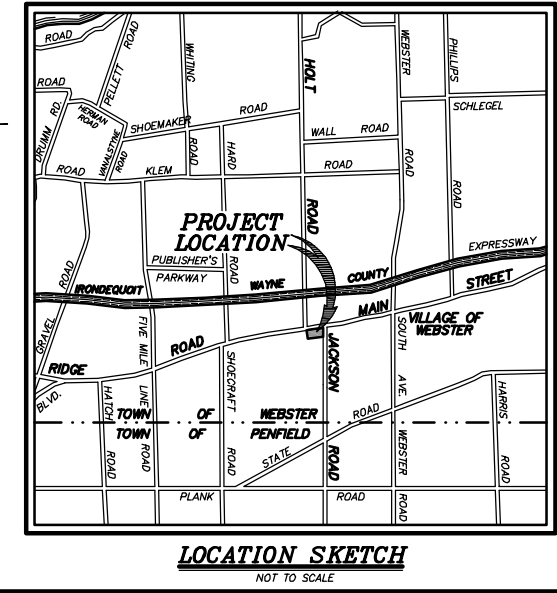 ROAD
ROAD
PELLETT
WHITING
HOLT
WEBSTER
PHILLIPS
ROAD
DRUMM RD.
HERMAN
ROAD
VANALSTYNE
ROAD
SHOEMAKER
ROAD
SCHLEGEL
WALL ROAD
ROAD
HARD
ROAD
ROAD
ROAD
KLEM
ROAD
PROJECT
LOCATION
ROAD
EXPRESSWAY
PUBLISHER'S
PARKWAY
ROAD
ROAD
COUNTY
WAYNE
IRONDEQUOIT
STREET
MAIN
VILLAGE OF
WEBSTER
GRAVEL
FIVE MILE
LINE
ROAD
ROAD
RIDGE
SHOECRAFT
ROAD
JACKSON
ROAD
SOUTH
AVE.
BLVD.
HATCH
ROAD
TOWN OF WEBSTER
TOWN OF PENFIELD
ROAD
STATE
WEBSTER
ROAD
HARRIS
ROAD
PLANK
ROAD
LOCATION SKETCH
NOT TO SCALE